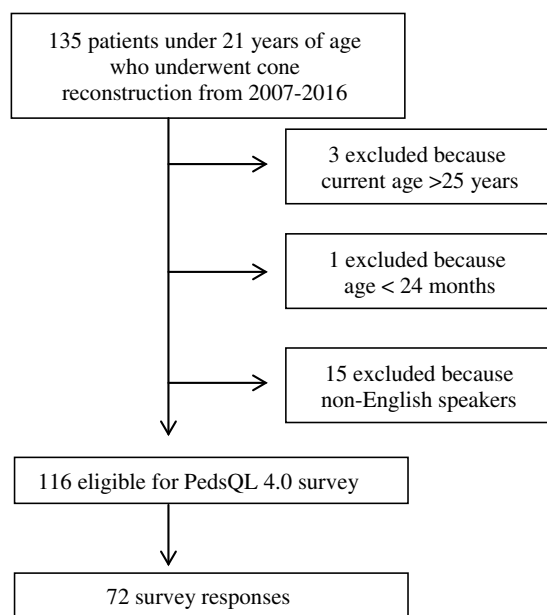 135 patients under 21 years of age
who underwent cone
reconstruction from 2007-2016
3 excluded because
current age >25 years
1 excluded because
age < 24 months
15 excluded because
non-English speakers
116 eligible for PedsQL 4.0 survey
72 survey responses